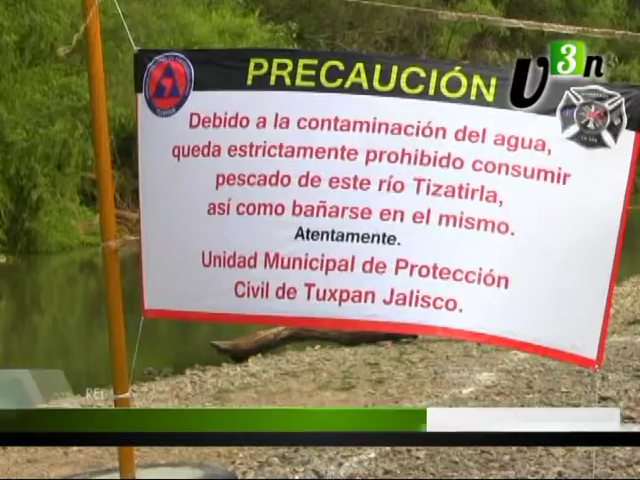 PRECAUCIÓN
v3n
Debido a la contaminación del agua,
queda estrictamente prohibido consumir
pescado de este río Tizatirla,
así como bañarse en el mismo.
Atentamente.
Unidad Municipal de Protección
Civil de Tuxpan Jalisco.
TUXPAN